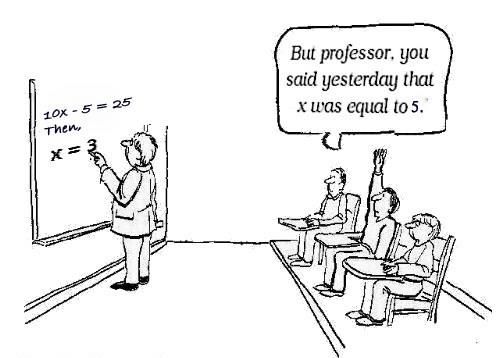 10x - 5 = 25
Then,
x = 3
But professor, you
said yesterday that
x was equal to 5.